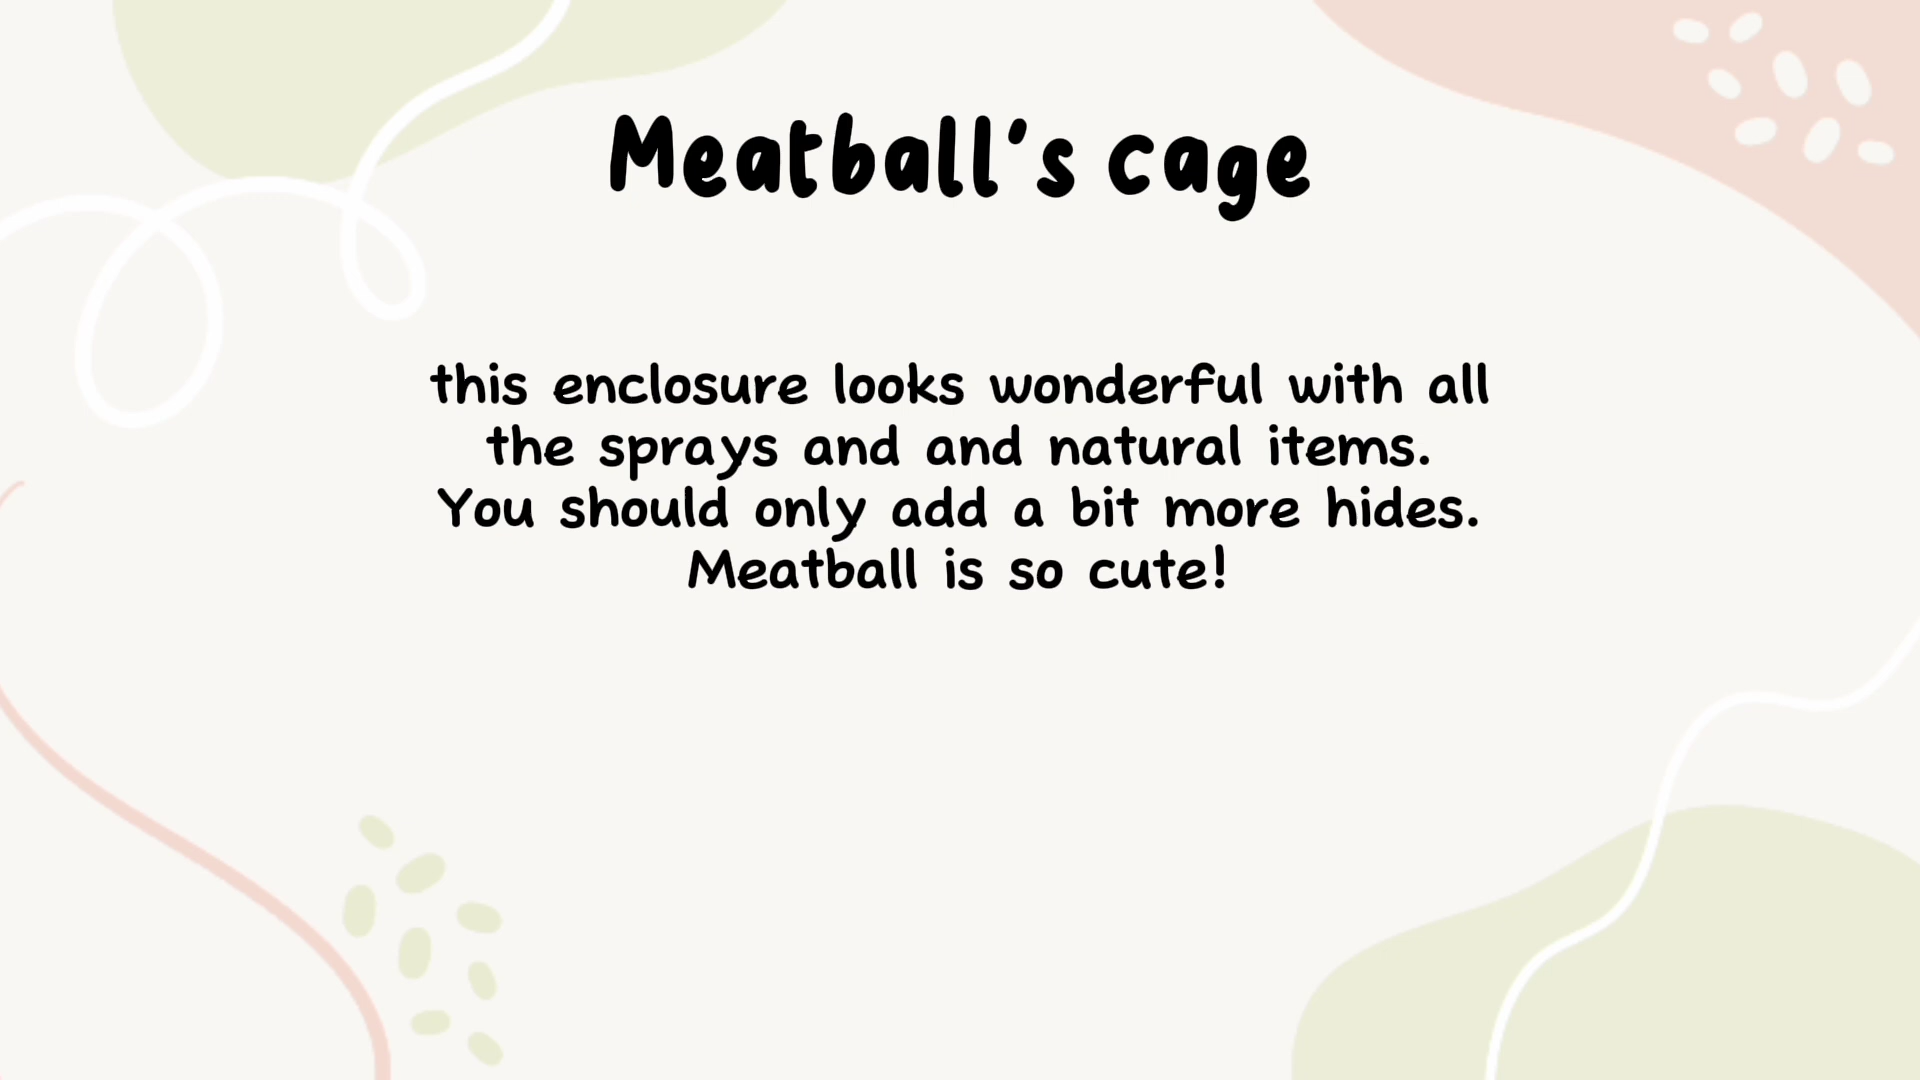 Meatball's cage
this enclosure looks wonderful with all
the sprays and and natural items.
You should only add a bit more hides.
Meatball is so cute!